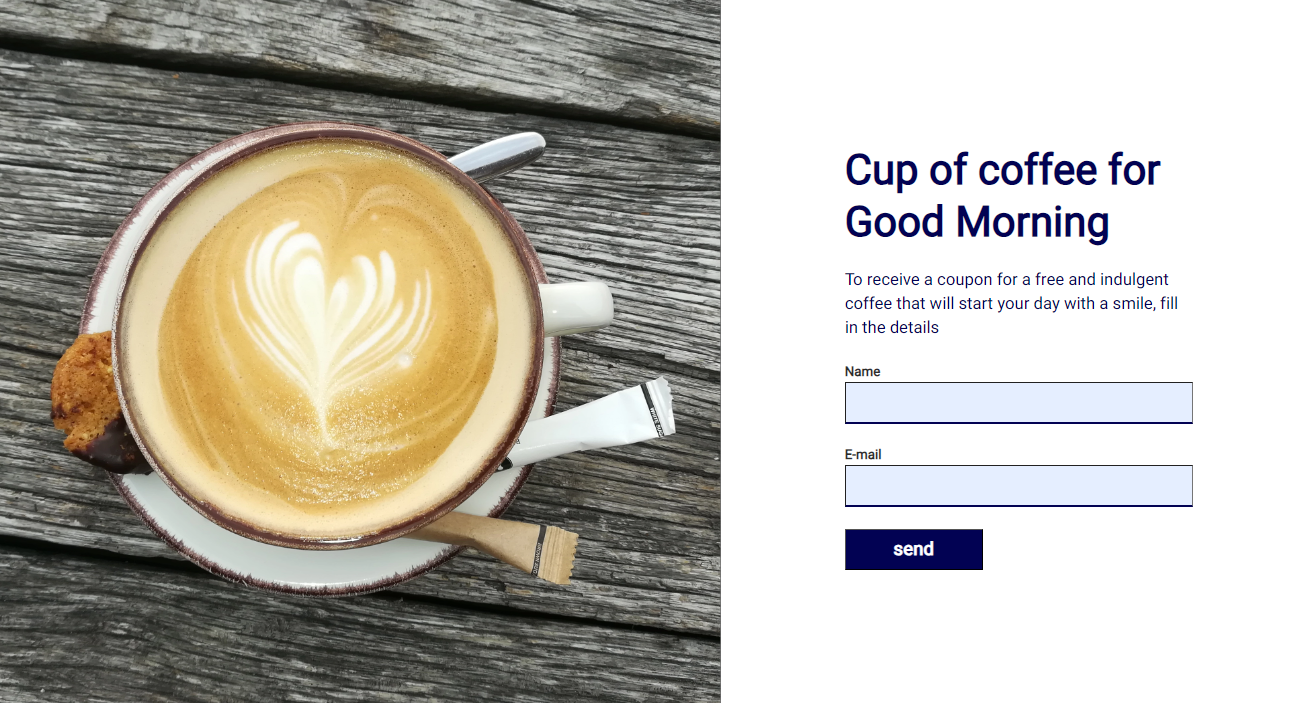 Cup of coffee for
Good Morning
To receive a coupon for a free and indulgent
coffee that will start your day with a smile, fill
in the details
Name
E-mail
send